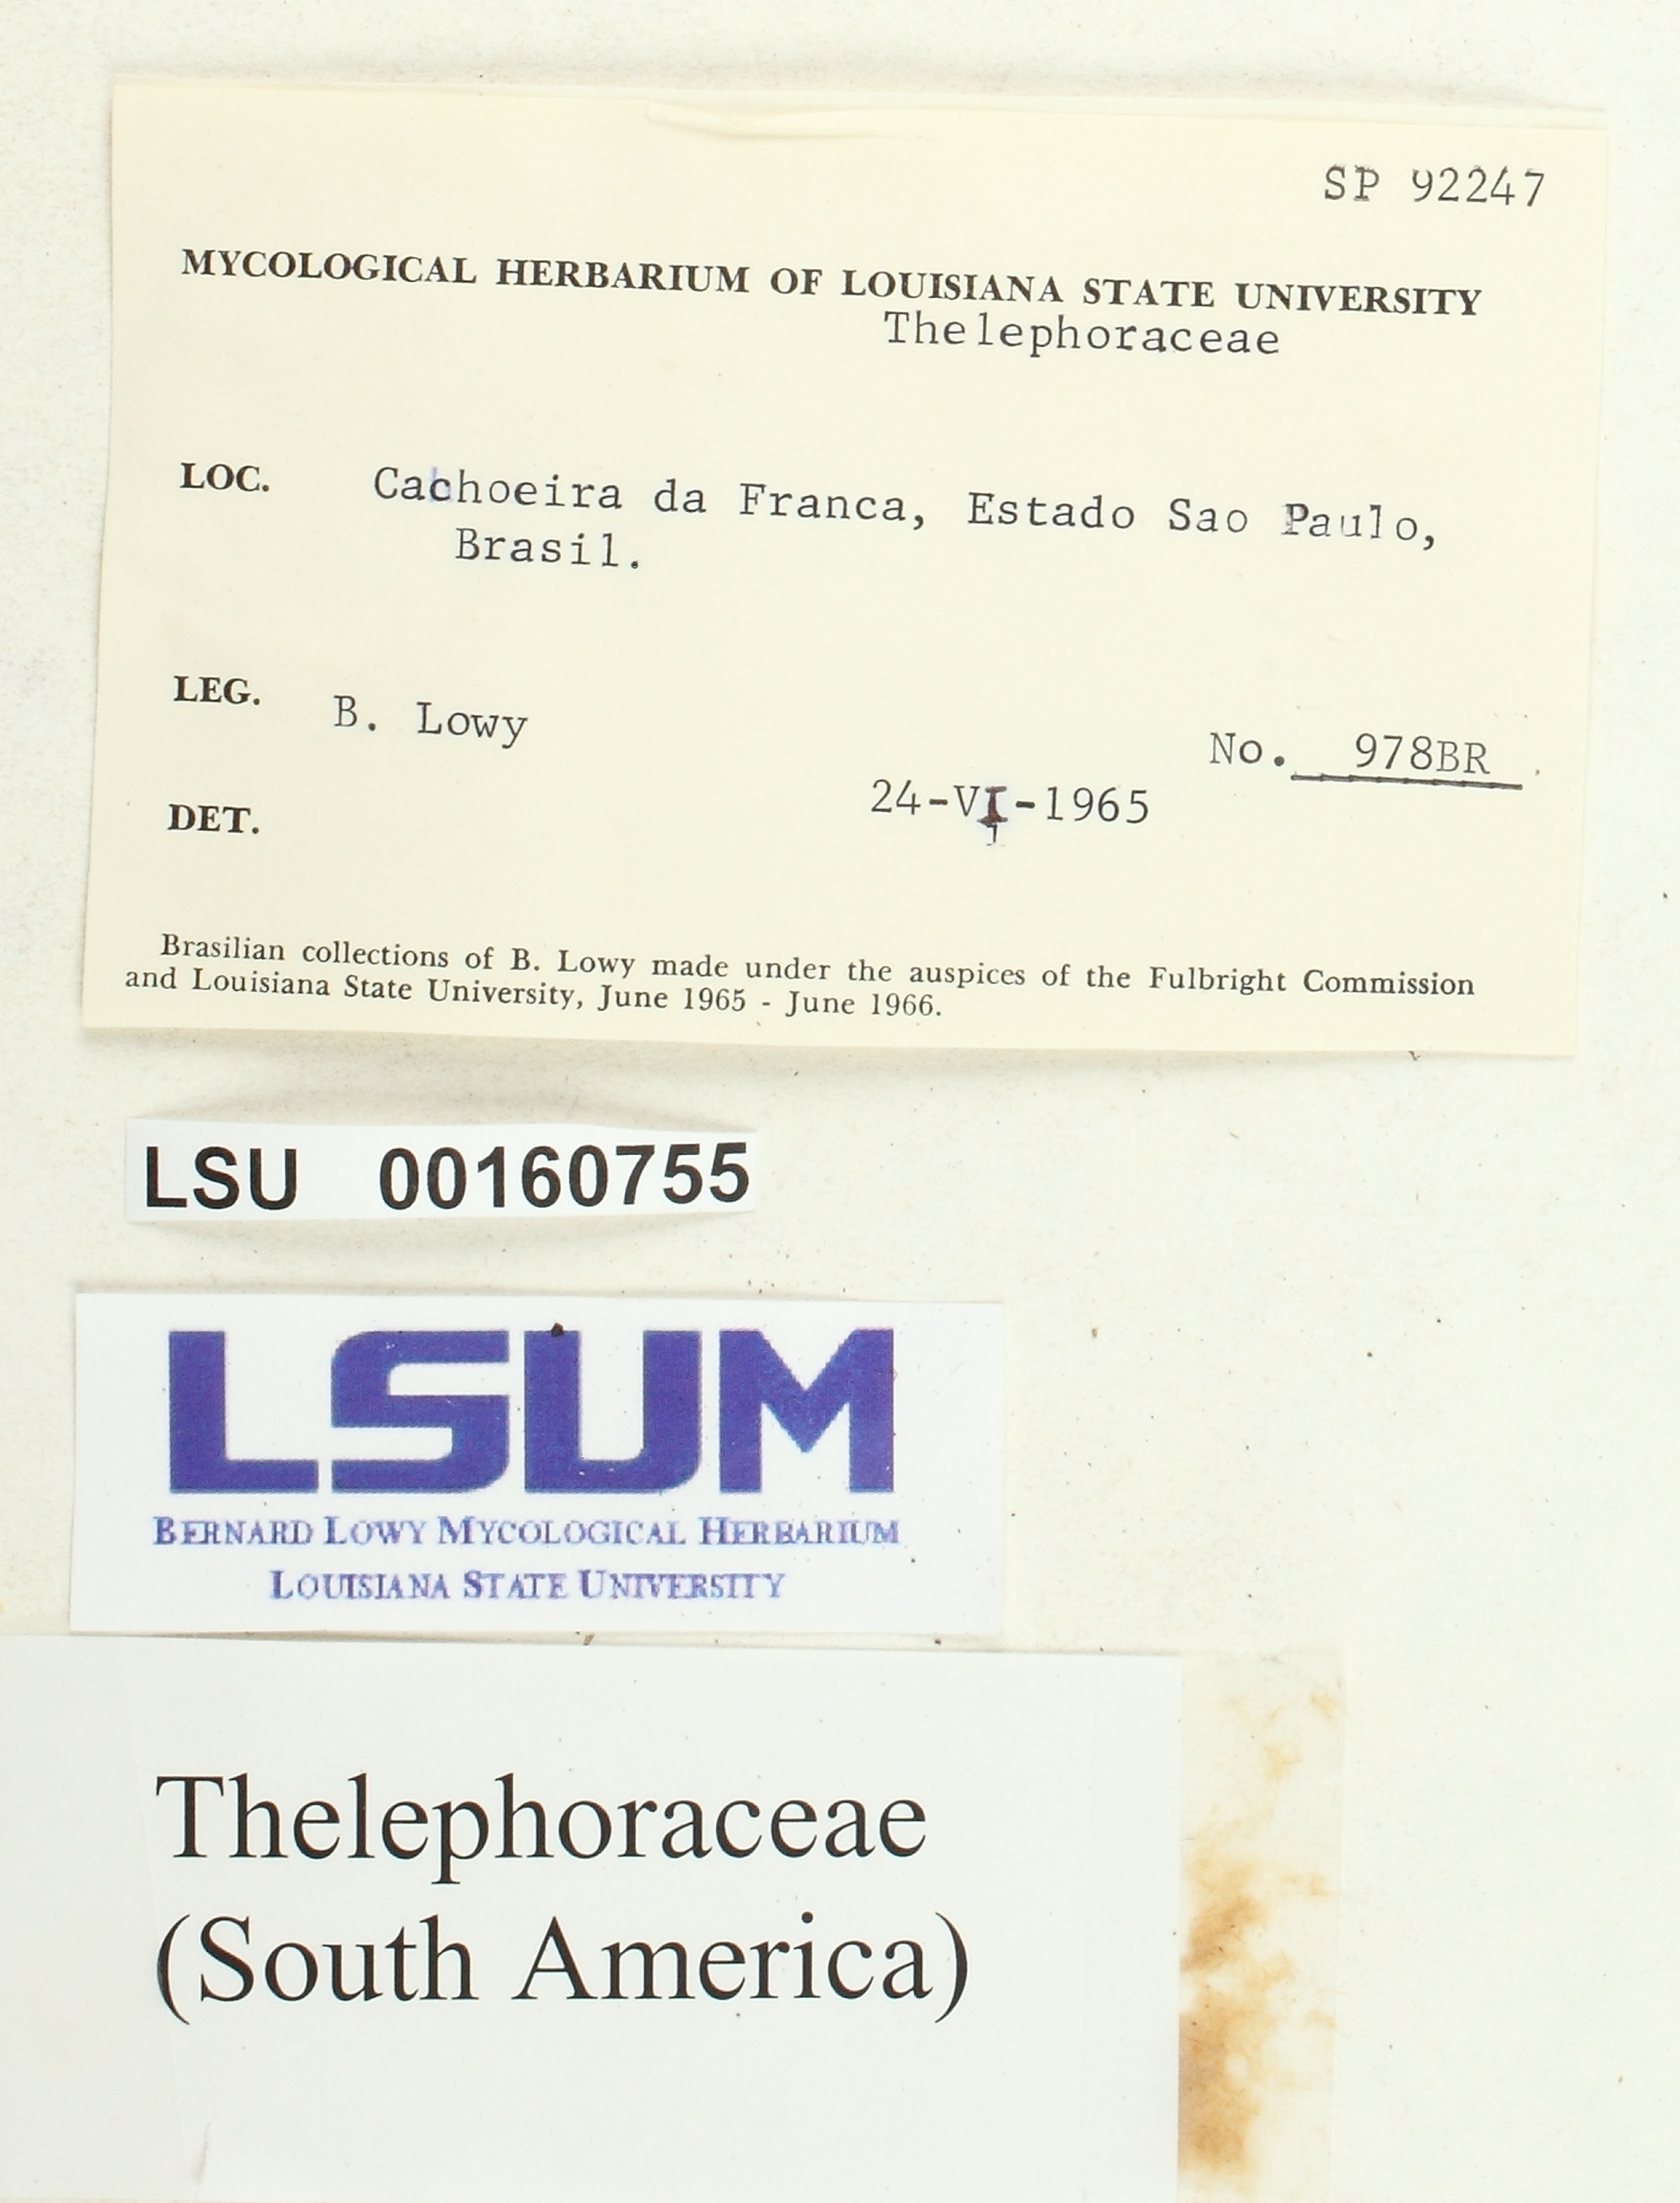 SP 92247
MYCOLOGICAL HERBARIUM OF LOUISIANA STATE UNIVERSITY
Thelephoraceae
LOC. Cachoeira da Franca, Estado Sao Paulo,
Brasil.
LEG. B. Lowy
No. 978BR
24-VI-1965
DET.
Brasilian collections of B. Lowy made under the auspices of the Fulbright Commission
and Louisiana State University, June 1965 - June 1966.
LSU 00160755
LSUM
BERNARD LOWY MYCOLOGICAL HERBARIUM
LOUISIANA STATE UNIVERSITY
Thelephoraceae
(South America)